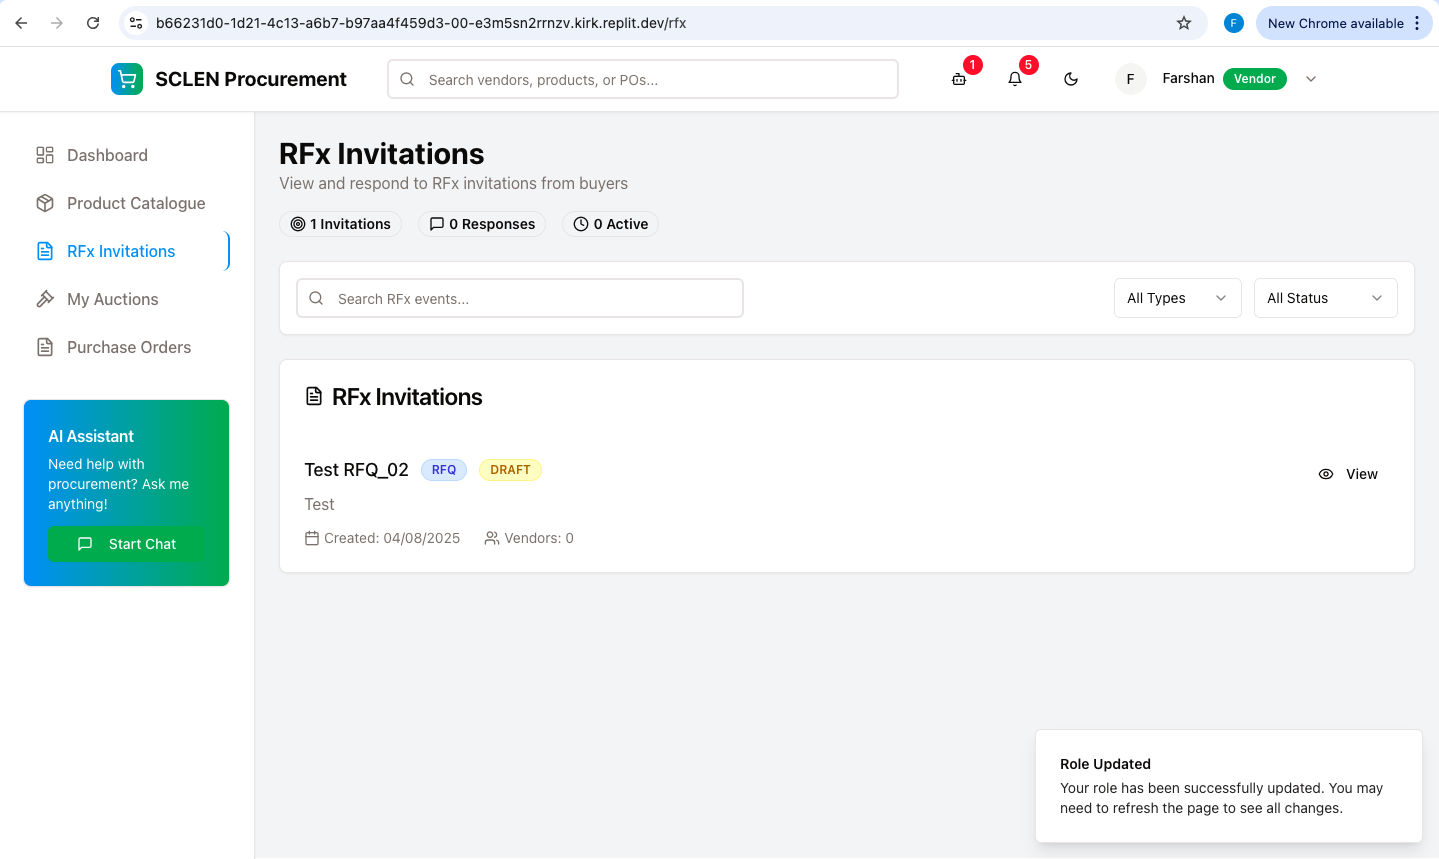 b66231d0-1d21-4c13-a6b7-b97aa4f459d3-00-e3m5sn2rrnzv.kirk.replit.dev/rfx
F
New Chrome available
SCLEN Procurement
Search vendors, products, or POs...
1
5
F
Farshan
Vendor
Dashboard
Product Catalogue
RFx Invitations
My Auctions
Purchase Orders
AI Assistant
Need help with
procurement? Ask me
anything!
Start Chat
RFx Invitations
View and respond to RFx invitations from buyers
1 Invitations
0 Responses
0 Active
Search RFx events...
All Types
All Status
RFx Invitations
Test RFQ_02
RFQ
DRAFT
View
Test
Created: 04/08/2025
Vendors: 0
Role Updated
Your role has been successfully updated. You may
need to refresh the page to see all changes.